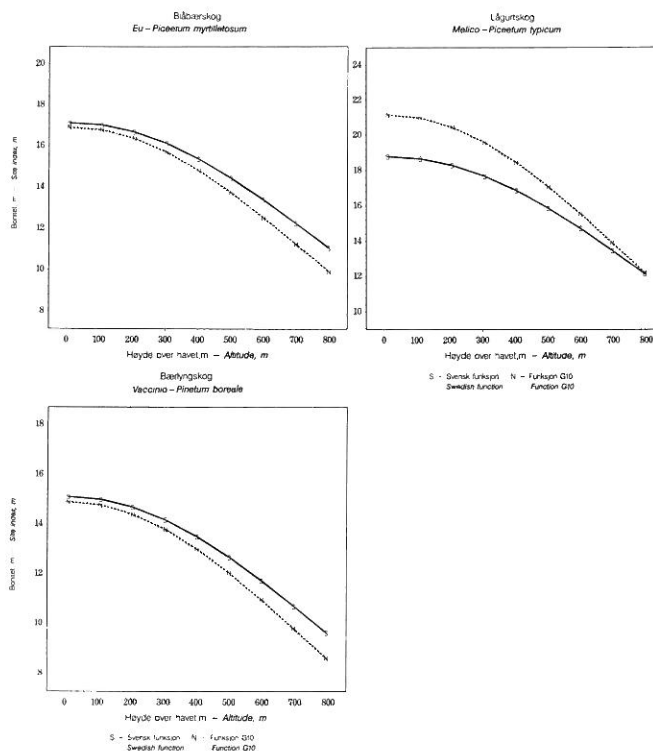 Blåbærskog
Eu – Piceetum myrtilletosum
Bonitet, m – Site index, m
20
18
16
14
12
10
8
0 100 200 300 400 500 600 700 800
Høyde over havet,m – Altitude, m
Lågurtskog
Melico – Piceetum typicum
24
22
20
18
16
14
12
10
0 100 200 300 400 500 600 700 800
Høyde over havet,m – Altitude, m
S - Svensk funksjon N - Funksjon G10
Swedish function Function G10
Bærlyngskog
Vaccinio – Pinetum boreale
Bonitet, m – Site index, m
18
16
14
12
10
8
0 100 200 300 400 500 600 700 800
Høyde over havet,m – Altitude, m
S - Svensk funksjon N - Funksjon G10
Swedish function Function G10